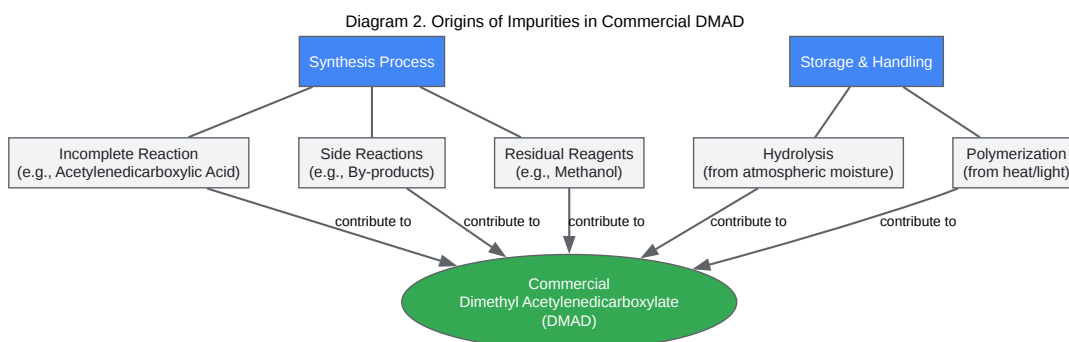 Diagram 2. Origins of Impurities in Commercial DMAD
Synthesis Process
Storage & Handling
Incomplete Reaction
(e.g., Acetylenedicarboxylic Acid)
Side Reactions
(e.g., By-products)
Residual Reagents
(e.g., Methanol)
Hydrolysis
(from atmospheric moisture)
Polymerization
(from heat/light)
contribute to
contribute to
contribute to
contribute to
contribute to
Commercial
Dimethyl Acetylenedicarboxylate
(DMAD)